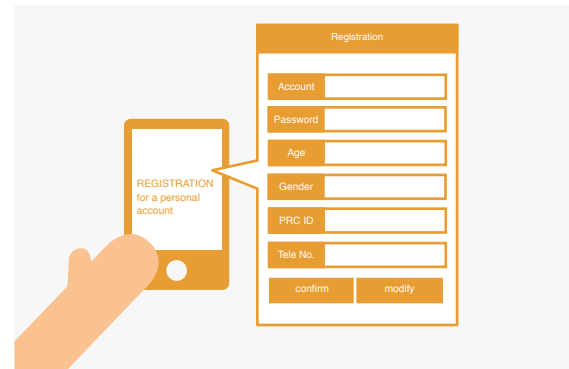 Registration
Account
Password
Age
Gender
PRC ID
Tele No.
confirm modify
REGISTRATION
for a personal
account